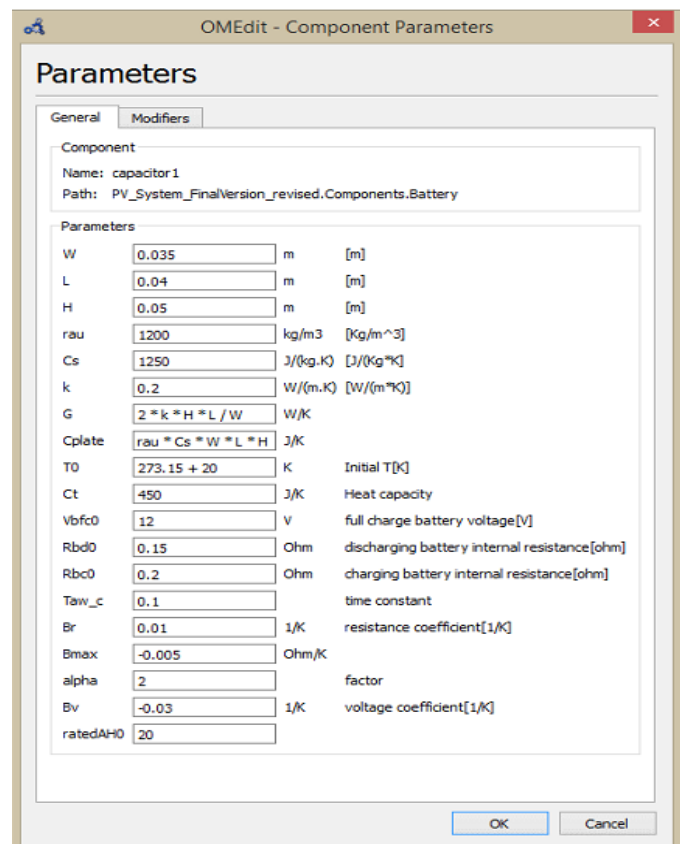 OMEdit - Component Parameters
Parameters
General Modifiers
Component
Name: capacitor1
Path: PV_System_FinalVersion_revised.Components.Battery
Parameters
W 0.035 m [m]
L 0.04 m [m]
H 0.05 m [m]
rau 1200 kg/m3 [Kg/m^3]
Cs 1250 J/(kg.K) [J/(Kg*K]
k 0.2 W/(m.K) [W/(m*K)]
G 2 * k * H * L / W W/K
Cplate rau * Cs * W * L * H J/K
T0 273.15 + 20 K Initial T[K]
Ct 450 J/K Heat capacity
Vbfc0 12 V full charge battery voltage[V]
Rbd0 0.15 Ohm discharging battery internal resistance[ohm]
Rbc0 0.2 Ohm charging battery internal resistance[ohm]
Taw_c 0.1 time constant
Br 0.01 1/K resistance coefficient[1/K]
Bmax -0.005 Ohm/K
alpha 2 factor
Bv -0.03 1/K voltage coefficient[1/K]
ratedAH0 20
OK Cancel